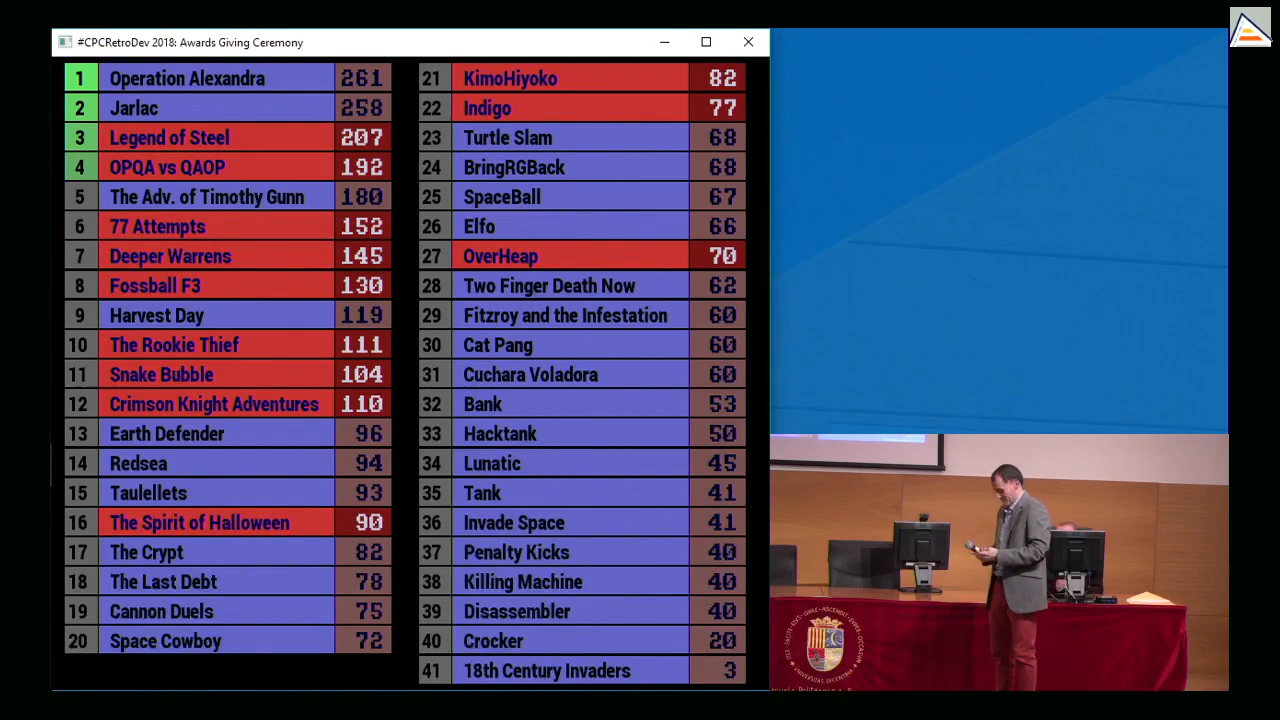 #CPCRetroDev 2018: Awards Giving Ceremony
1 Operation Alexandra 261
2 Jarlac 258
3 Legend of Steel 207
4 OPQA vs QAOP 192
5 The Adv. of Timothy Gunn 180
6 77 Attempts 152
7 Deeper Warrens 145
8 Fossball F3 130
9 Harvest Day 119
10 The Rookie Thief 111
11 Snake Bubble 104
12 Crimson Knight Adventures 110
13 Earth Defender 96
14 Redsea 94
15 Taulellets 93
16 The Spirit of Halloween 90
17 The Crypt 82
18 The Last Debt 78
19 Cannon Duels 75
20 Space Cowboy 72
21 KimoHiyoko 82
22 Indigo 77
23 Turtle Slam 68
24 BringRGBack 68
25 SpaceBall 67
26 Elfo 66
27 OverHeap 70
28 Two Finger Death Now 62
29 Fitzroy and the Infestation 60
30 Cat Pang 60
31 Cuchara Voladora 60
32 Bank 53
33 Hacktank 50
34 Lunatic 45
35 Tank 41
36 Invade Space 41
37 Penalty Kicks 40
38 Killing Machine 40
39 Disassembler 40
40 Crocker 20
41 18th Century Invaders 3